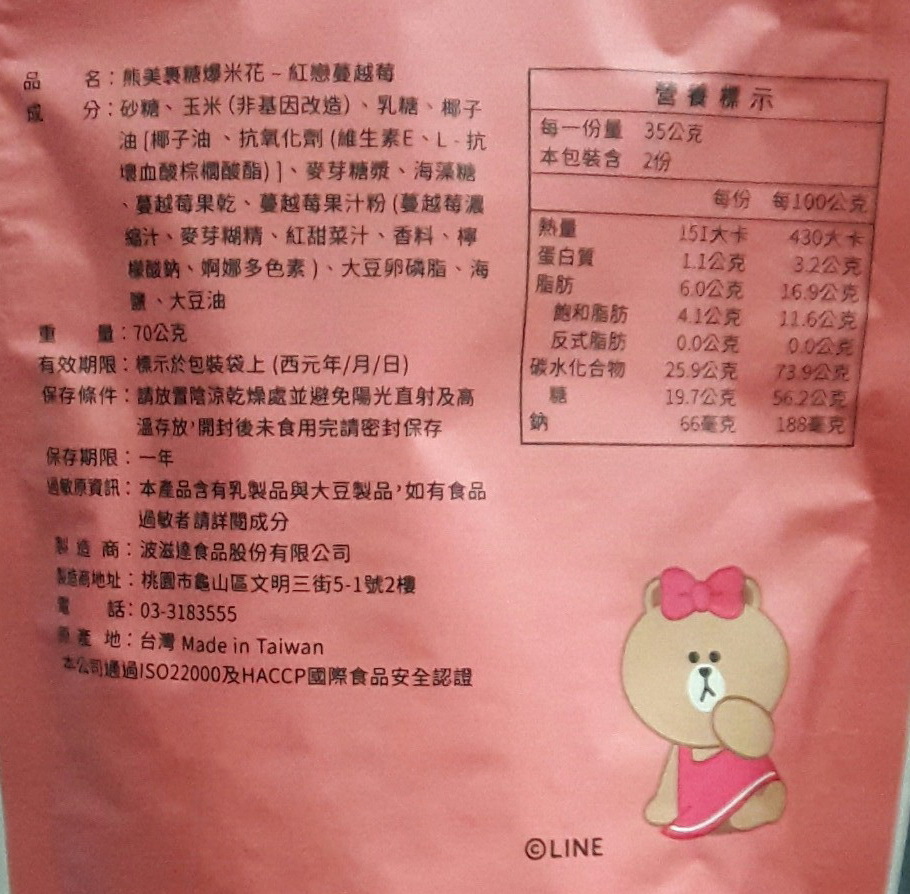 品名：熊美裹糖爆米花－紅戀蔓越莓
成分：砂糖、玉米（非基因改造）、乳糖、椰子
油［椰子油、抗氧化劑（維生素E、L-抗
壞血酸棕櫚酸酯）］、麥芽糖漿、海藻糖
、蔓越莓果乾、蔓越莓果汁粉（蔓越莓濃
縮汁、麥芽糊精、紅甜菜汁、香料、檸
檬酸鈉、婀娜多色素）、大豆卵磷脂、海
鹽、大豆油
重量：70公克
有效期限：標示於包裝袋上（西元年/月/日）
保存條件：請放置陰涼乾燥處並避免陽光直射及高
溫存放，開封後未食用完請密封保存
保存期限：一年
過敏原資訊：本產品含有乳製品與大豆製品，如有食品
過敏者請詳閱成分
製造商：波滋達食品股份有限公司
製造商地址：桃園市龜山區文明三街5-1號2樓
電話：03-3183555
原產地：台灣 Made in Taiwan
本公司通過ISO22000及HACCP國際食品安全認證
營養標示
每一份量 35公克
本包裝含 2份
每份 每100公克
熱量 151大卡 430大卡
蛋白質 1.1公克 3.2公克
脂肪 6.0公克 16.9公克
飽和脂肪 4.1公克 11.6公克
反式脂肪 0.0公克 0.0公克
碳水化合物 25.9公克 73.9公克
糖 19.7公克 56.2公克
鈉 66毫克 188毫克
©LINE